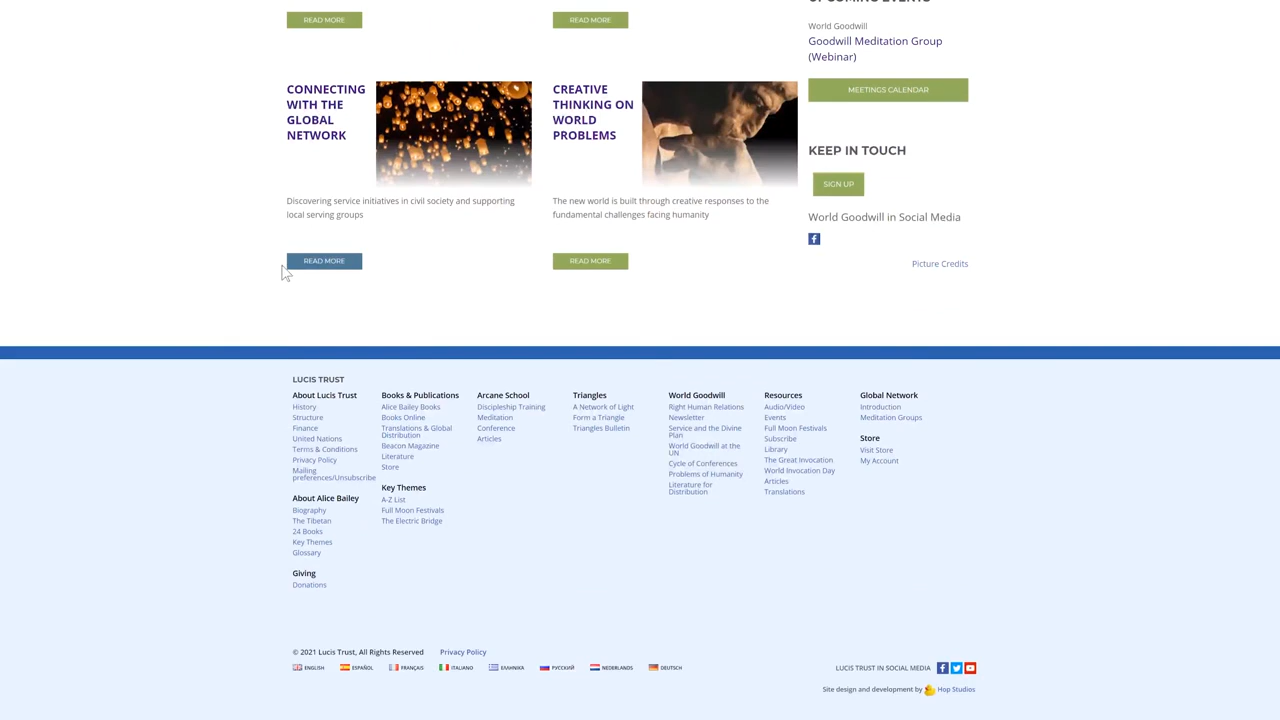 READ MORE
READ MORE
CONNECTING
WITH THE
GLOBAL
NETWORK
Discovering service initiatives in civil society and supporting
local serving groups
READ MORE
CREATIVE
THINKING ON
WORLD
PROBLEMS
The new world is built through creative responses to the
fundamental challenges facing humanity
READ MORE
UPCOMING EVENTS
World Goodwill
Goodwill Meditation Group
(Webinar)
MEETINGS CALENDAR
KEEP IN TOUCH
SIGN UP
World Goodwill in Social Media
Picture Credits
LUCIS TRUST
About Lucis Trust
History
Structure
Finance
United Nations
Terms & Conditions
Privacy Policy
Mailing
preferences/Unsubscribe
About Alice Bailey
Biography
The Tibetan
24 Books
Key Themes
Glossary
Giving
Donations
Books & Publications
Alice Bailey Books
Books Online
Translations & Global
Distribution
Beacon Magazine
Literature
Store
Key Themes
A-Z List
Full Moon Festivals
The Electric Bridge
Arcane School
Discipleship Training
Meditation
Conference
Articles
Triangles
A Network of Light
Form a Triangle
Triangles Bulletin
World Goodwill
Right Human Relations
Newsletter
Service and the Divine
Plan
World Goodwill at the
UN
Cycle of Conferences
Problems of Humanity
Literature for
Distribution
Resources
Audio/Video
Events
Full Moon Festivals
Subscribe
Library
The Great Invocation
World Invocation Day
Articles
Translations
Global Network
Introduction
Meditation Groups
Store
Visit Store
My Account
© 2021 Lucis Trust, All Rights Reserved Privacy Policy
ENGLISH ESPAÑOL FRANÇAIS ITALIANO ΕΛΛΗΝΙΚΆ РУССКИЙ NEDERLANDS DEUTSCH
LUCIS TRUST IN SOCIAL MEDIA
Site design and development by Hop Studios